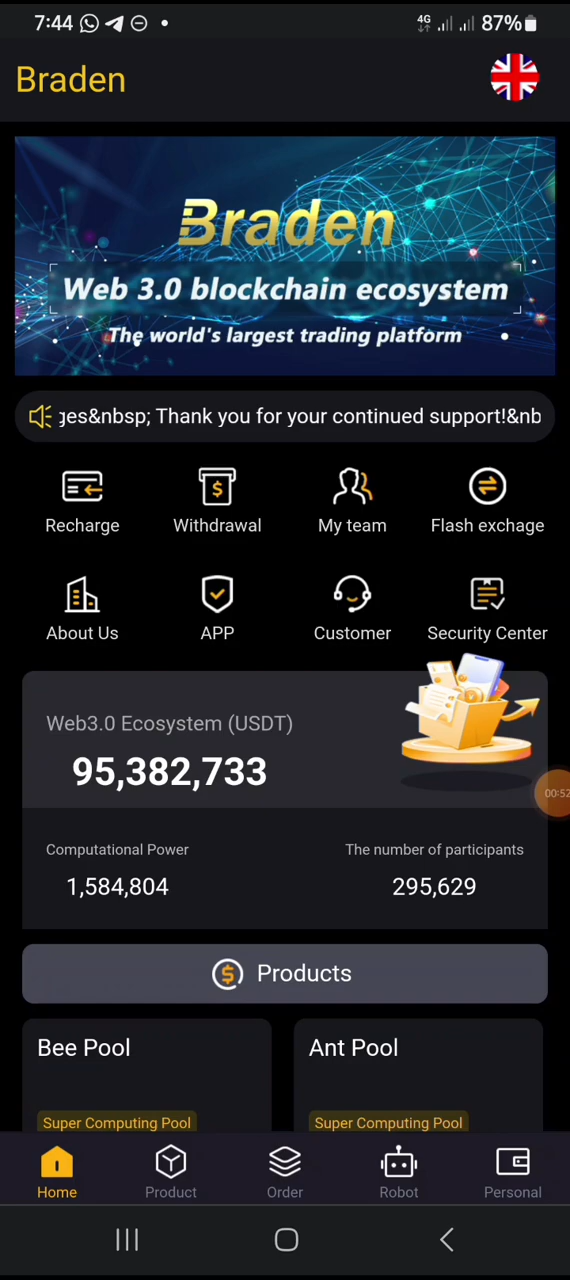 7:44 4G 87%
Braden
Braden
Web 3.0 blockchain ecosystem
The world's largest trading platform
ges&nbsp; Thank you for your continued support!&nb
Recharge Withdrawal My team Flash exchage
About Us APP Customer Security Center
Web3.0 Ecosystem (USDT)
95,382,733
00:52
Computational Power The number of participants
1,584,804 295,629
Products
Bee Pool Ant Pool
Super Computing Pool Super Computing Pool
Home Product Order Robot Personal